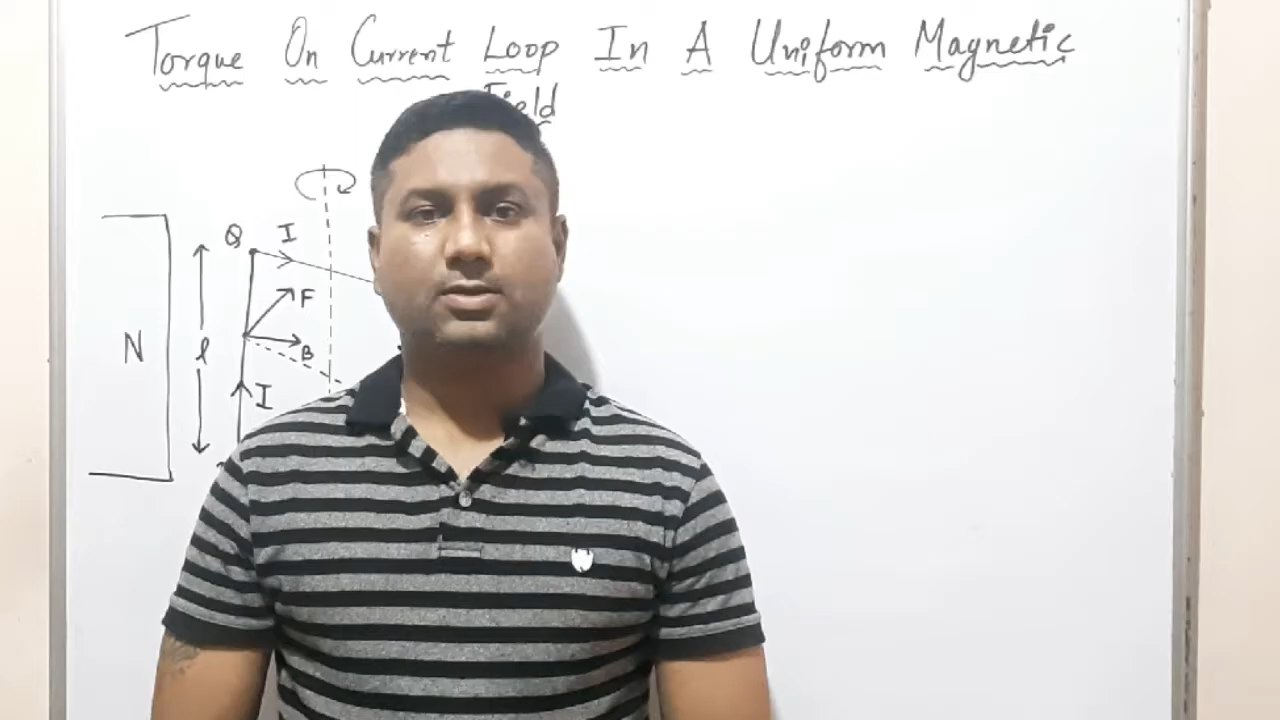 Torque On Current Loop In A Uniform Magnetic
Field
Q I
F
N l B
I